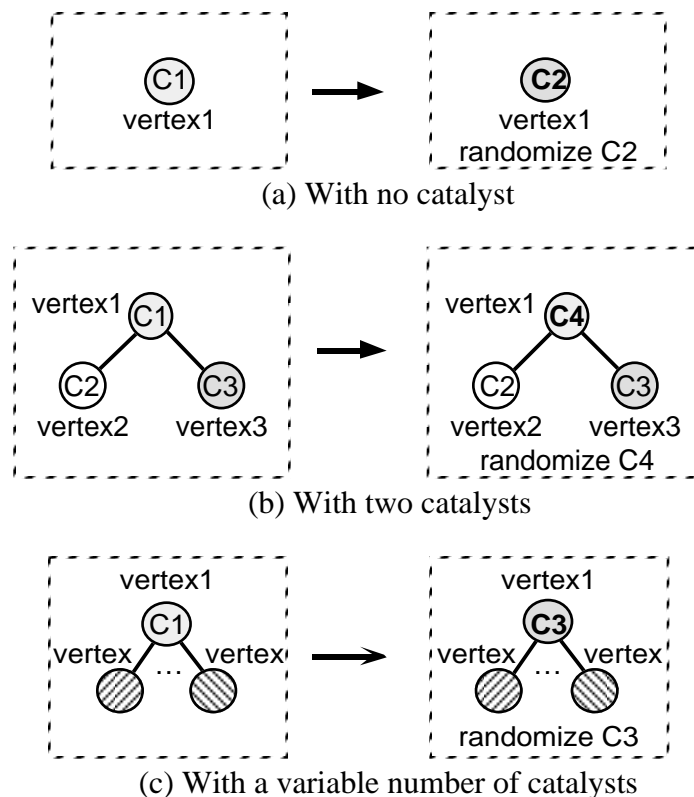 C1
vertex1
C2
vertex1
randomize C2
(a) With no catalyst
vertex1
C1
C2
C3
vertex2
vertex3
vertex1
C4
C2
C3
vertex2
vertex3
randomize C4
(b) With two catalysts
vertex1
C1
vertex
vertex
...
vertex1
C3
vertex
vertex
...
randomize C3
(c) With a variable number of catalysts